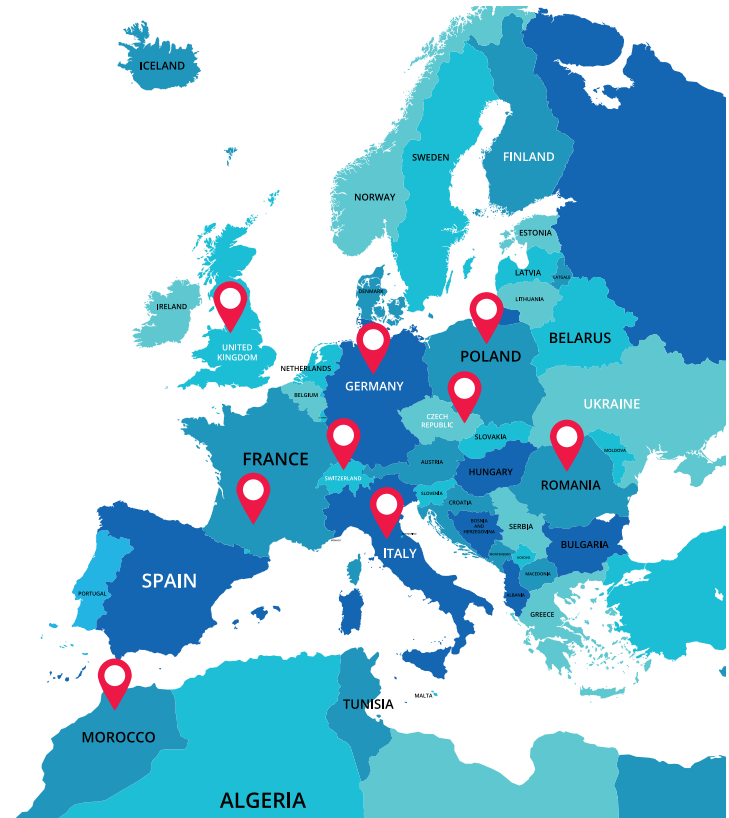 ICELAND
SWEDEN
FINLAND
NORWAY
ESTONIA
LATVIA
DENMARK
LITHUANIA
IRELAND
UNITED
KINGDOM
BELARUS
POLAND
NETHERLANDS
GERMANY
BELGIUM
UKRAINE
CZECH
REPUBLIC
SLOVAKIA
MOLDOVA
FRANCE
AUSTRIA
SWITZERLAND
HUNGARY
ROMANIA
SLOVENIA
CROATIA
BOSNIA
AND
HERZEGOVINA
SERBIA
ITALY
BULGARIA
KOSOVO
MACEDONIA
SPAIN
PORTUGAL
ALBANIA
GREECE
MALTA
TUNISIA
MOROCCO
ALGERIA